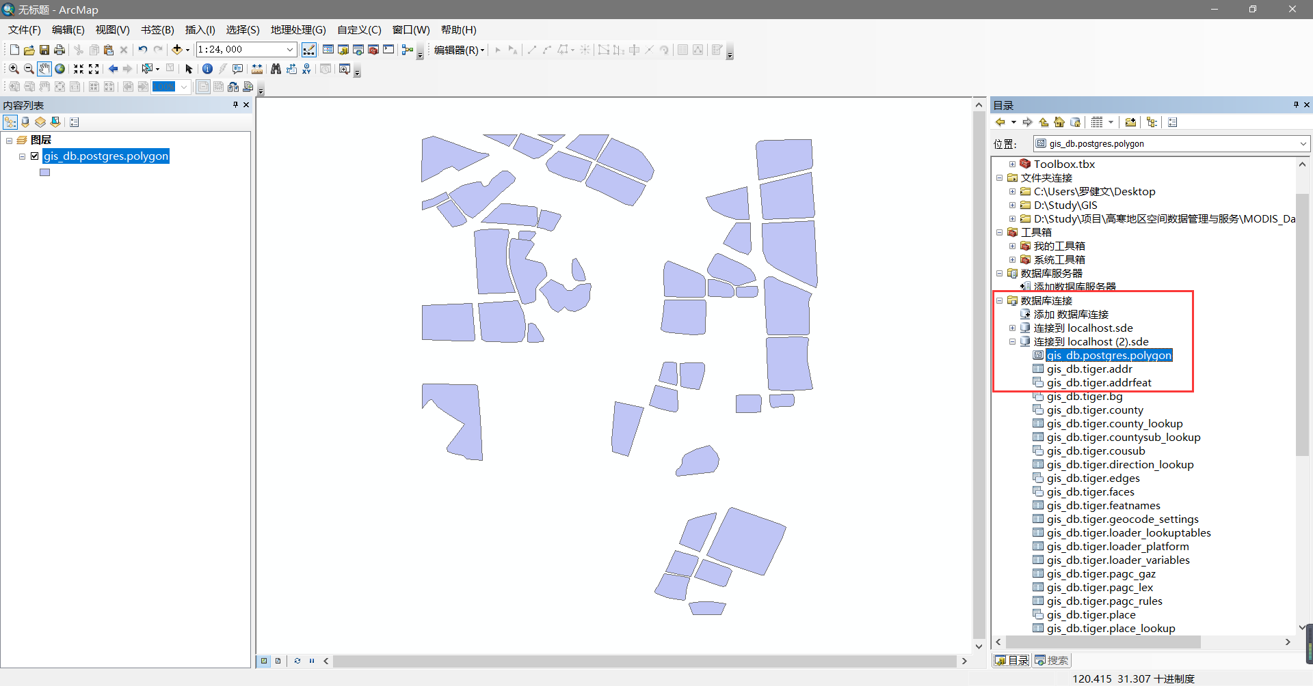 无标题 - ArcMap
文件(F) 编辑(E) 视图(V) 书签(B) 插入(I) 选择(S) 地理处理(G) 自定义(C) 窗口(W) 帮助(H)
1:24,000
编辑器(R)
内容列表
图层
gis_db.postgres.polygon
目录
位置: gis_db.postgres.polygon
Toolbox.tbx
文件夹连接
C:\Users\罗健文\Desktop
D:\Study\GIS
D:\Study\项目\高寒地区空间数据管理与服务\MODIS_Da
工具箱
我的工具箱
系统工具箱
数据库服务器
添加数据库服务器
数据库连接
添加 数据库连接
连接到 localhost.sde
连接到 localhost (2).sde
gis_db.postgres.polygon
gis_db.tiger.addr
gis_db.tiger.addrfeat
gis_db.tiger.bg
gis_db.tiger.county
gis_db.tiger.county_lookup
gis_db.tiger.countysub_lookup
gis_db.tiger.cousub
gis_db.tiger.direction_lookup
gis_db.tiger.edges
gis_db.tiger.faces
gis_db.tiger.featnames
gis_db.tiger.geocode_settings
gis_db.tiger.loader_lookuptables
gis_db.tiger.loader_platform
gis_db.tiger.loader_variables
gis_db.tiger.pagc_gaz
gis_db.tiger.pagc_lex
gis_db.tiger.pagc_rules
gis_db.tiger.place
gis_db.tiger.place_lookup
目录 搜索
120.415 31.307 十进制度